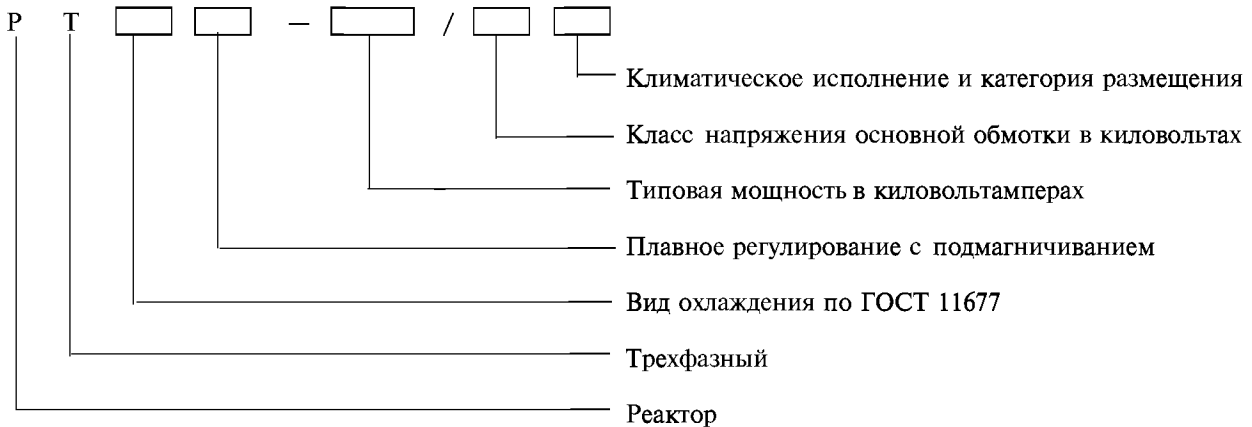 Р Т – /
Климатическое исполнение и категория размещения
Класс напряжения основной обмотки в киловольтах
Типовая мощность в киловольтамперах
Плавное регулирование с подмагничиванием
Вид охлаждения по ГОСТ 11677
Трехфазный
Реактор